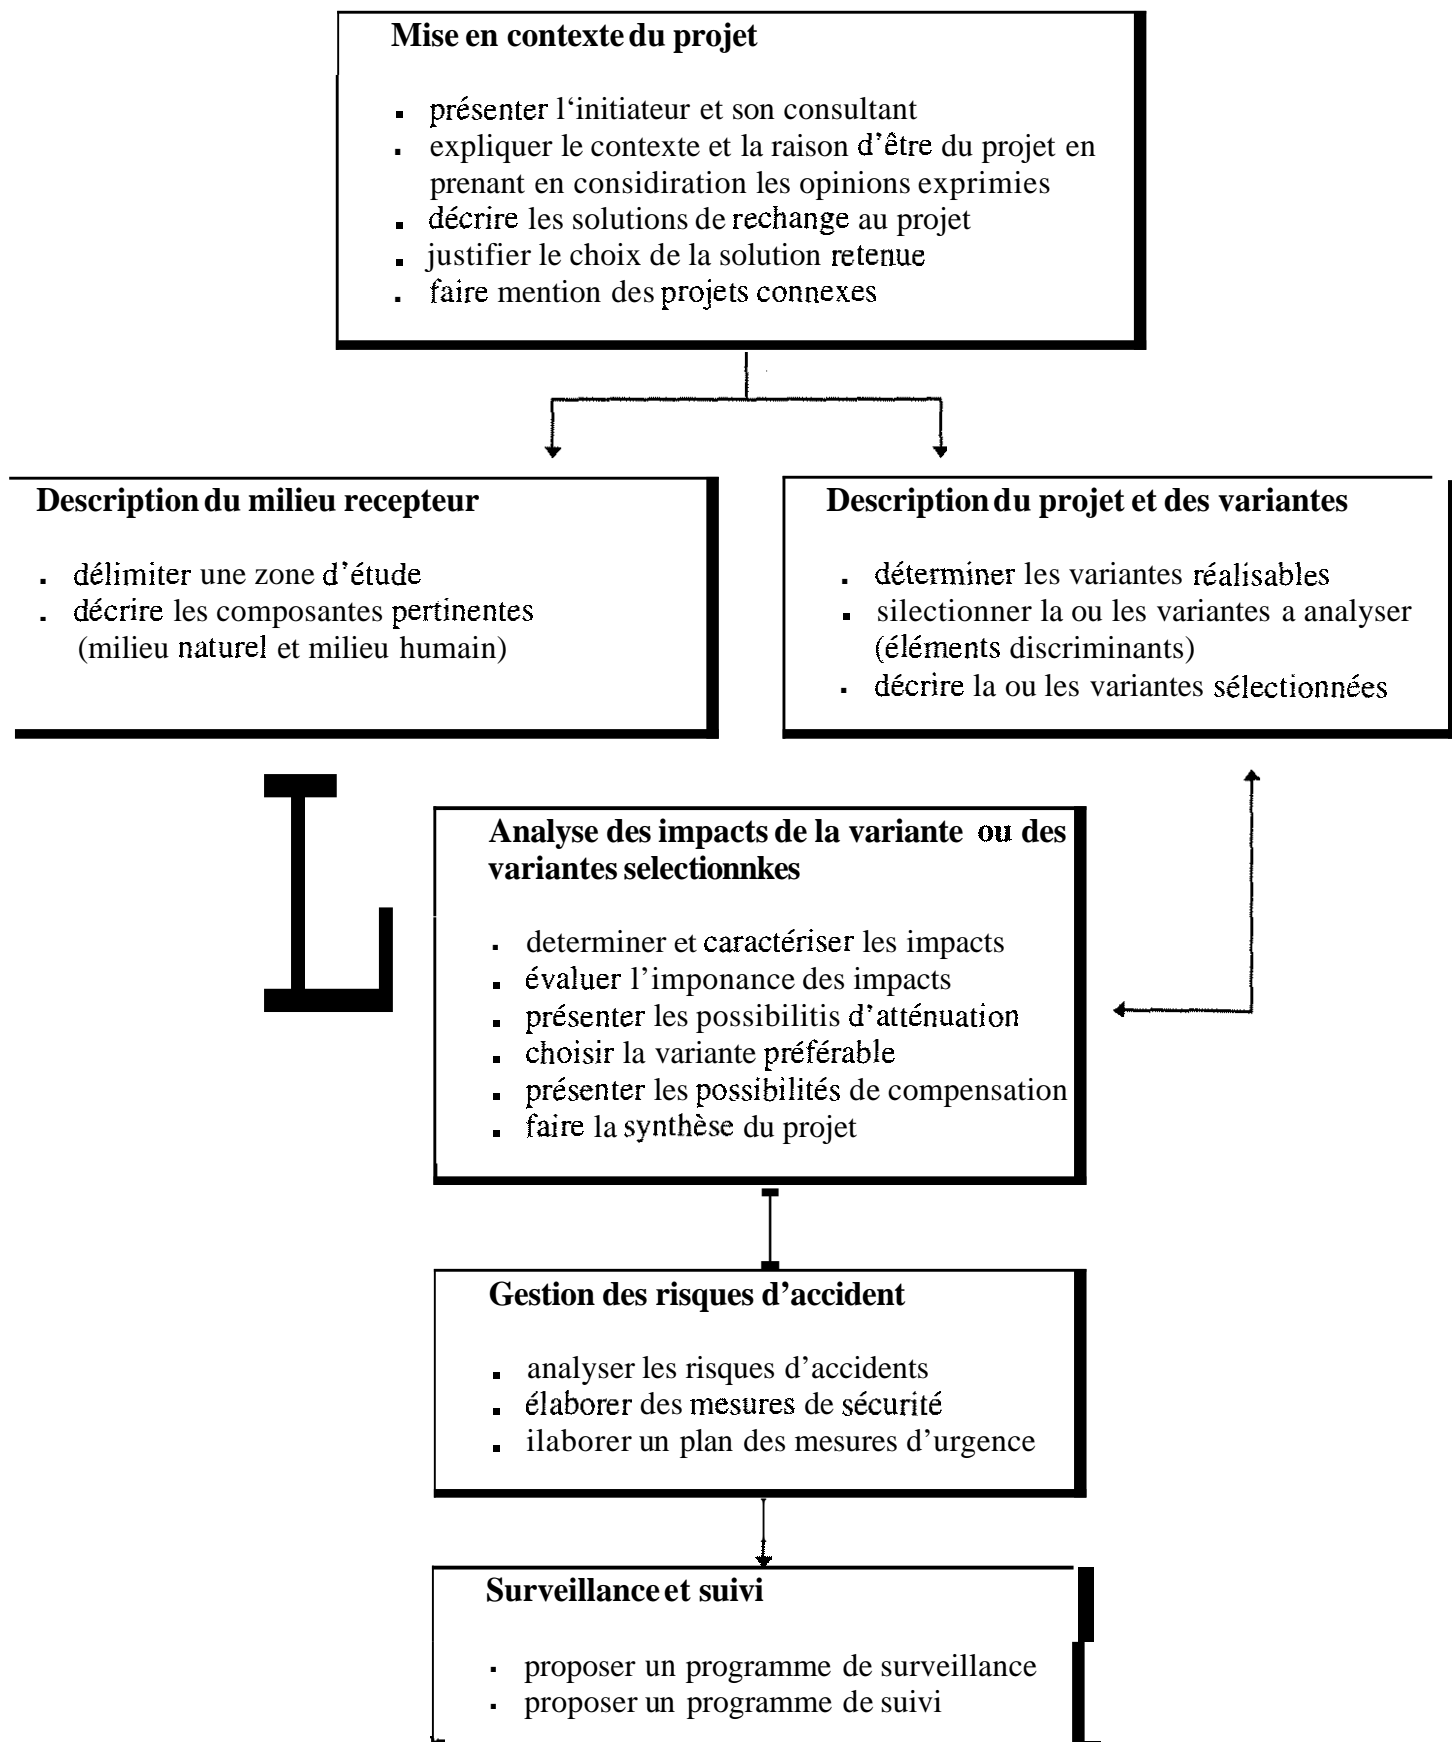 Mise en contexte du projet
▪ présenter l‘initiateur et son consultant
▪ expliquer le contexte et la raison d'être du projet en
prenant en considiration les opinions exprimies
▪ décrire les solutions de rechange au projet
▪ justifier le choix de la solution retenue
▪ faire mention des projets connexes
Description du milieu recepteur
▪ délimiter une zone d'étude
▪ décrire les composantes pertinentes
(milieu naturel et milieu humain)
Description du projet et des variantes
▪ déterminer les variantes réalisables
▪ silectionner la ou les variantes a analyser
(éléments discriminants)
▪ décrire la ou les variantes sélectionnées
Analyse des impacts de la variante ou des
variantes selectionnkes
▪ determiner et caractériser les impacts
▪ évaluer l'imponance des impacts
▪ présenter les possibilitis d'atténuation
▪ choisir la variante préférable
▪ présenter les possibilités de compensation
▪ faire la synthèse du projet
Gestion des risques d'accident
▪ analyser les risques d'accidents
▪ élaborer des mesures de sécurité
▪ ilaborer un plan des mesures d'urgence
Surveillance et suivi
▪ proposer un programme de surveillance
▪ proposer un programme de suivi